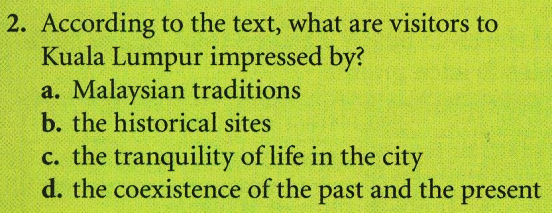 2. According to the text, what are visitors to
Kuala Lumpur impressed by?
a. Malaysian traditions
b. the historical sites
c. the tranquility of life in the city
d. the coexistence of the past and the present